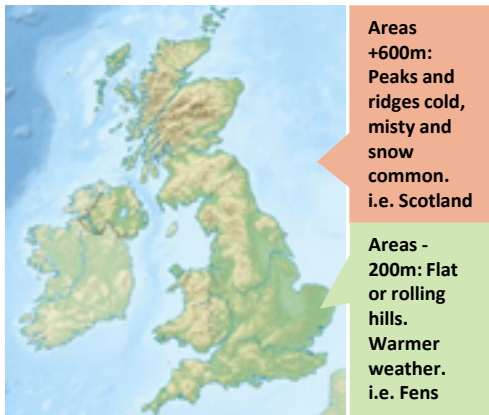 Areas
+600m:
Peaks and
ridges cold,
misty and
snow
common.
i.e. Scotland
Areas -
200m: Flat
or rolling
hills.
Warmer
weather.
i.e. Fens